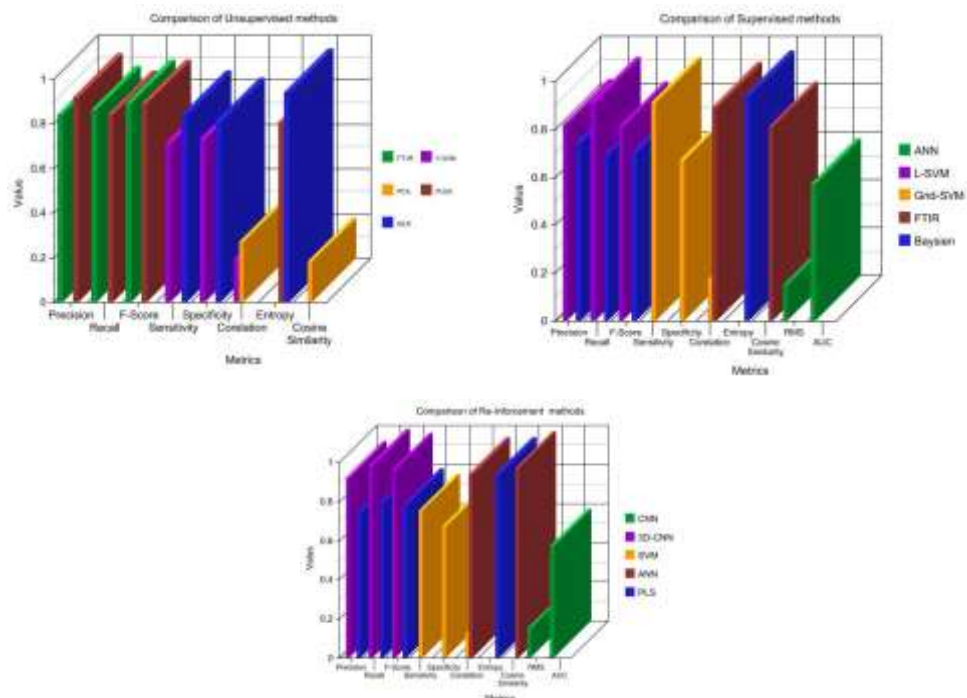 Comparison of Unsupervised methods
1
0.8
0.6
0.4
0.2
0
Value
Precision
Recall
F-Score
Sensitivity
Specificity
Corelation
Entropy
Cosine
Similarity
Metrics
FTIR
Comparison of Supervised methods
1
0.8
0.6
0.4
0.2
0
Value
Precision
Recall
F-Score
Sensitivity
Specificity
Corelation
Entropy
Cosine
Similarity
RMS
AUC
Metrics
ANN
L-SVM
Grid-SVM
FTIR
Baysien
Comparison of Re-Inforcement methods
1
0.8
0.6
0.4
0.2
0
Value
Precision
Recall
F-Score
Sensitivity
Specificity
Corelation
Entropy
Cosine
Similarity
RMS
AUC
Metrics
CNN
3D-CNN
SVM
ANN
PLS